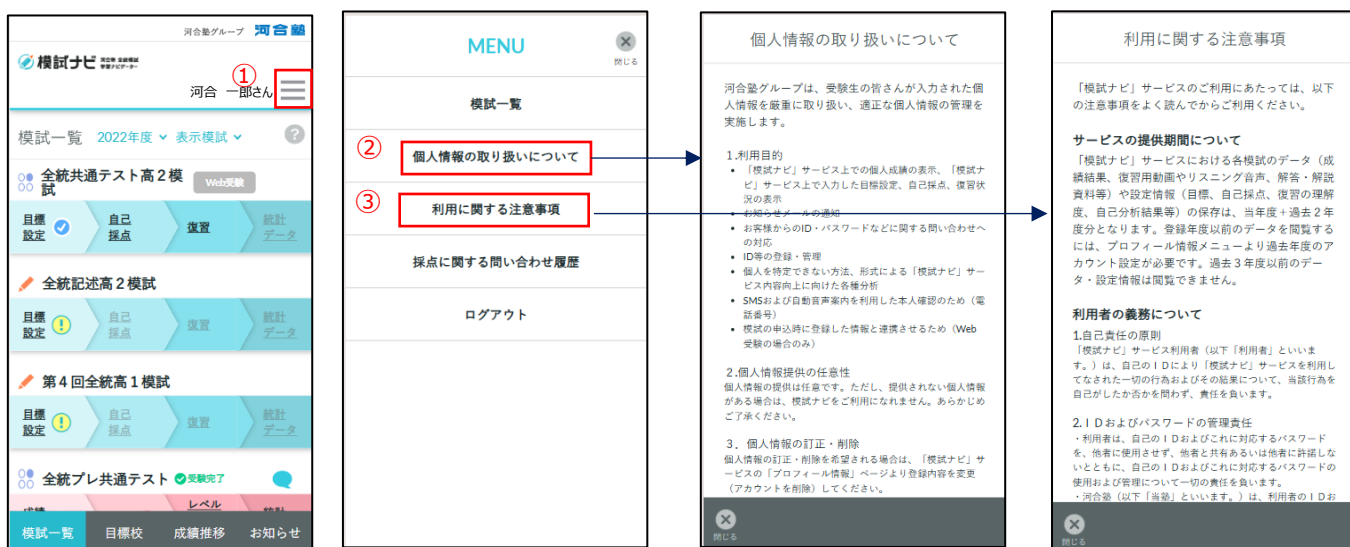 河合塾グループ 河合塾
模試ナビ 河合塾 全統模試
学習ナビゲーター
①
河合 一郎さん
模試一覧 2022年度 表示模試 ?
全統共通テスト高2模
試 Web受験
目標
設定
自己
採点
復習
統計
データ
全統記述高2模試
目標
設定
自己
採点
復習
統計
データ
第4回全統高1模試
目標
設定
自己
採点
復習
統計
データ
全統プレ共通テスト 受験完了
レベル
模試一覧 目標校 成績推移 お知らせ
MENU
閉じる
模試一覧
②
個人情報の取り扱いについて
③
利用に関する注意事項
採点に関する問い合わせ履歴
ログアウト
個人情報の取り扱いについて
河合塾グループは、受験生の皆さんが入力された個
人情報を厳重に取り扱い、適正な個人情報の管理を
実施します。
1.利用目的
• 「模試ナビ」サービス上での個人成績の表示、「模試ナ
ビ」サービス上で入力した目標設定、自己採点、復習状
況の表示
• お知らせメールの通知
• お客様からのID・パスワードなどに関する問い合わせへ
の対応
• ID等の登録・管理
• 個人を特定できない方法、形式による「模試ナビ」サー
ビス内容向上に向けた各種分析
• SMSおよび自動音声案内を利用した本人確認のため（電
話番号）
• 模試の申込時に登録した情報と連携させるため（Web
受験の場合のみ）
2.個人情報提供の任意性
個人情報の提供は任意です。ただし、提供されない個人情報
がある場合は、模試ナビをご利用になれません。あらかじめ
ご了承ください。
3．個人情報の訂正・削除
個人情報の訂正・削除を希望される場合は、「模試ナビ」サ
ービスの「プロフィール情報」ページより登録内容を変更
（アカウントを削除）してください。
閉じる
利用に関する注意事項
「模試ナビ」サービスのご利用にあたっては、以下
の注意事項をよく読んでからご利用ください。
サービスの提供期間について
「模試ナビ」サービスにおける各模試のデータ（成
績結果、復習用動画やリスニング音声、解答・解説
資料等）や設定情報（目標、自己採点、復習の理解
度、自己分析結果等）の保存は、当年度＋過去２年
度分となります。登録年度以前のデータを閲覧する
には、プロフィール情報メニューより過去年度のア
カウント設定が必要です。過去３年度以前のデー
タ・設定情報は閲覧できません。
利用者の義務について
1.自己責任の原則
「模試ナビ」サービス利用者（以下「利用者」といいま
す。）は、自己のＩＤにより「模試ナビ」サービスを利用し
てなされた一切の行為およびその結果について、当該行為を
自己がしたか否かを問わず、責任を負います。
2.ＩＤおよびパスワードの管理責任
・利用者は、自己のＩＤおよびこれに対応するパスワード
を、他者に使用させず、他者と共有あるいは他者に許諾しな
いとともに、自己のＩＤおよびこれに対応するパスワードの
使用および管理について一切の責任を負います。
・河合塾（以下「当塾」といいます。）は、利用者のＩＤお
閉じる